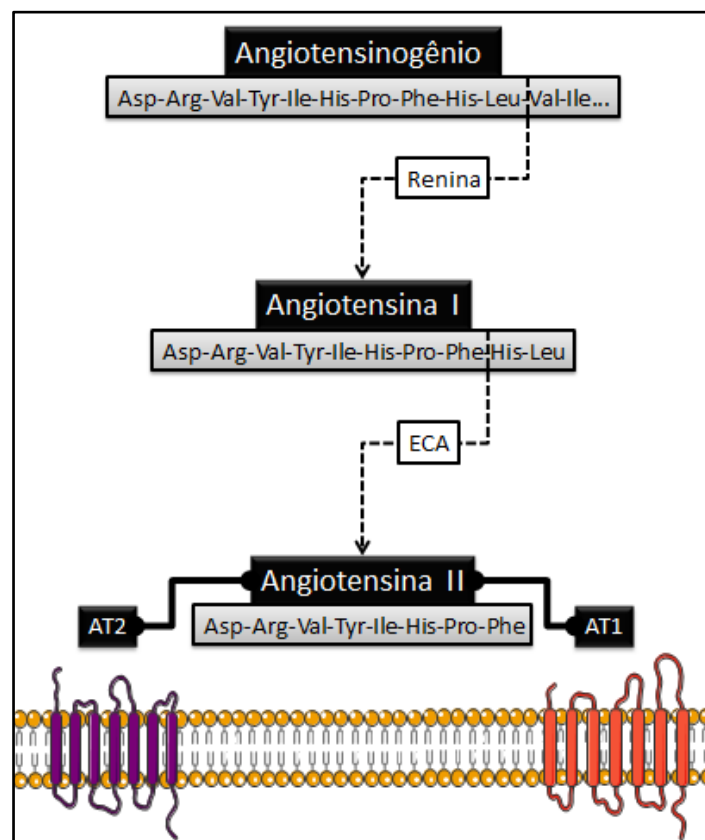 Angiotensinogênio
Asp-Arg-Val-Tyr-Ile-His-Pro-Phe-His-Leu-Val-Ile...
Renina
Angiotensina I
Asp-Arg-Val-Tyr-Ile-His-Pro-Phe-His-Leu
ECA
Angiotensina II
AT2
Asp-Arg-Val-Tyr-Ile-His-Pro-Phe
AT1